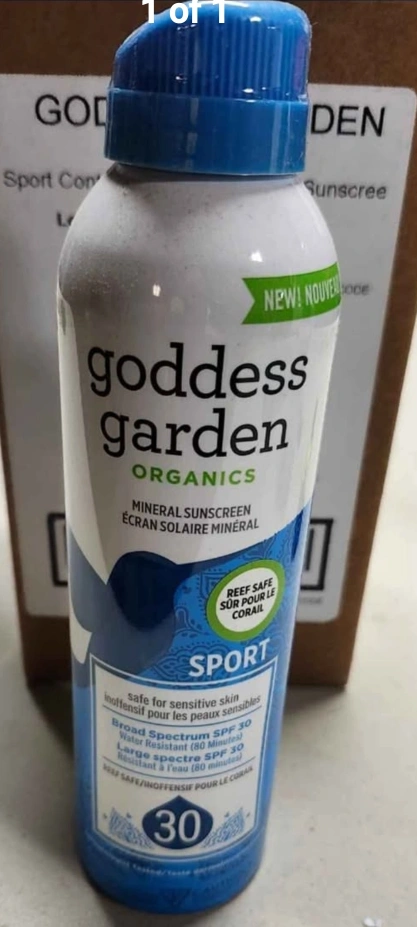 1 of 1
GOD DEN
Sport Sunscree
NEW! NOUVEA
goddess
garden
ORGANICS
MINERAL SUNSCREEN
ÉCRAN SOLAIRE MINÉRAL
REEF SAFE
SÛR POUR LE
CORAIL
SPORT
safe for sensitive skin
inoffensif pour les peaux sensibles
Broad Spectrum SPF 30
Water Resistant (80 Minutes)
Large spectre SPF 30
Résistant à l'eau (80 minutes)
REEF SAFE/INOFFENSIF POUR LE CORAIL
30